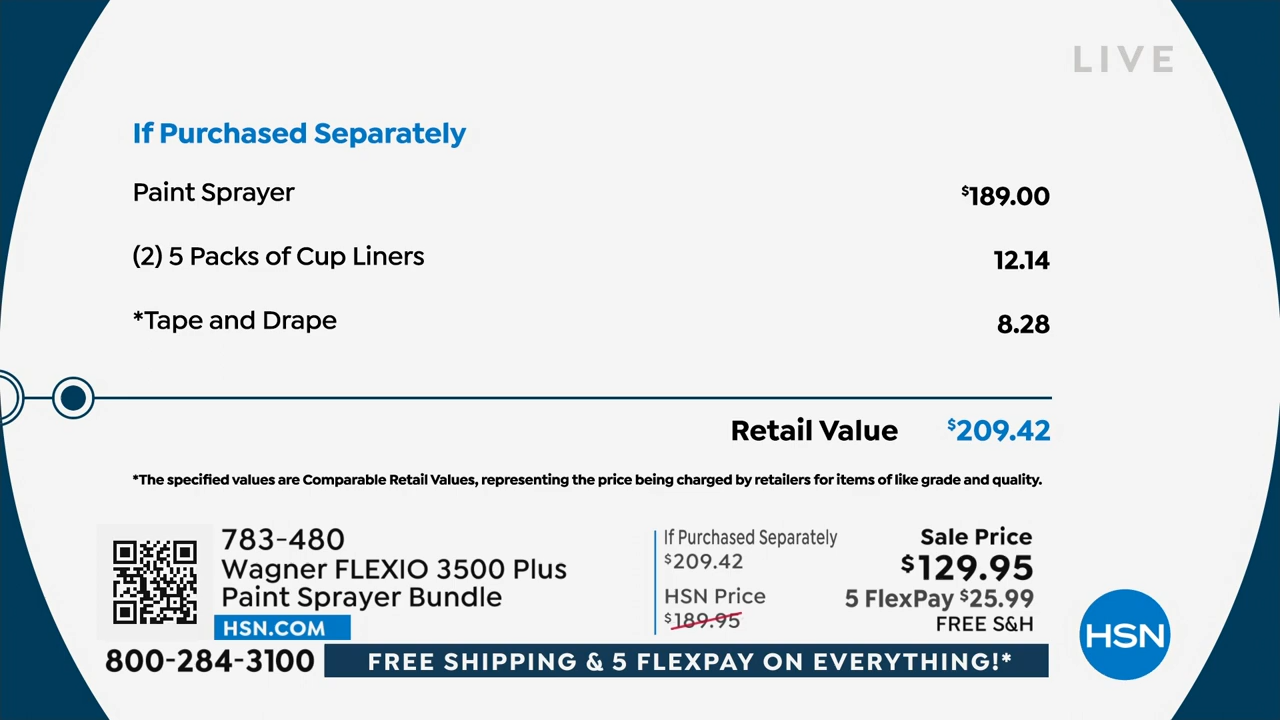 LIVE
If Purchased Separately
Paint Sprayer $189.00
(2) 5 Packs of Cup Liners 12.14
*Tape and Drape 8.28
Retail Value $209.42
*The specified values are Comparable Retail Values, representing the price being charged by retailers for items of like grade and quality.
783-480
Wagner FLEXIO 3500 Plus
Paint Sprayer Bundle
HSN.COM
If Purchased Separately
$209.42
HSN Price
$189.95
Sale Price
$129.95
5 FlexPay $25.99
FREE S&H
HSN
800-284-3100
FREE SHIPPING & 5 FLEXPAY ON EVERYTHING!*